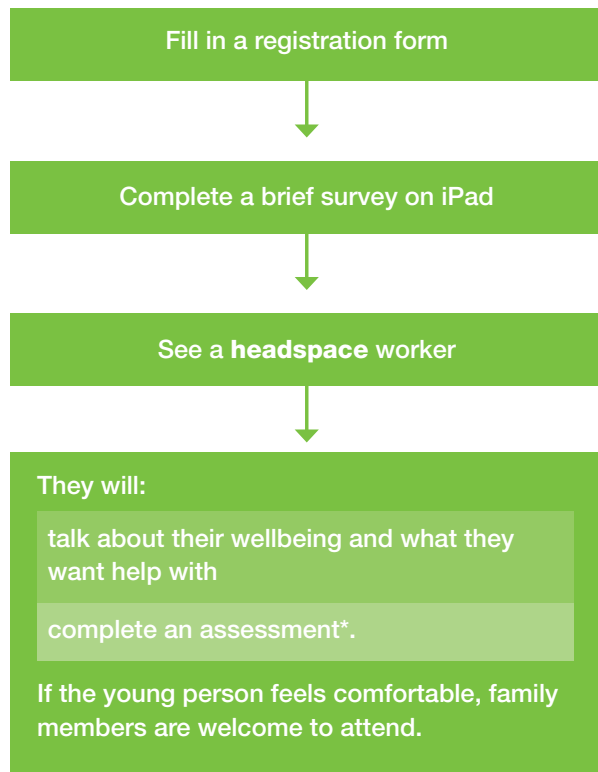 Fill in a registration form
Complete a brief survey on iPad
See a headspace worker
They will:
talk about their wellbeing and what they
want help with
complete an assessment*.
If the young person feels comfortable, family
members are welcome to attend.